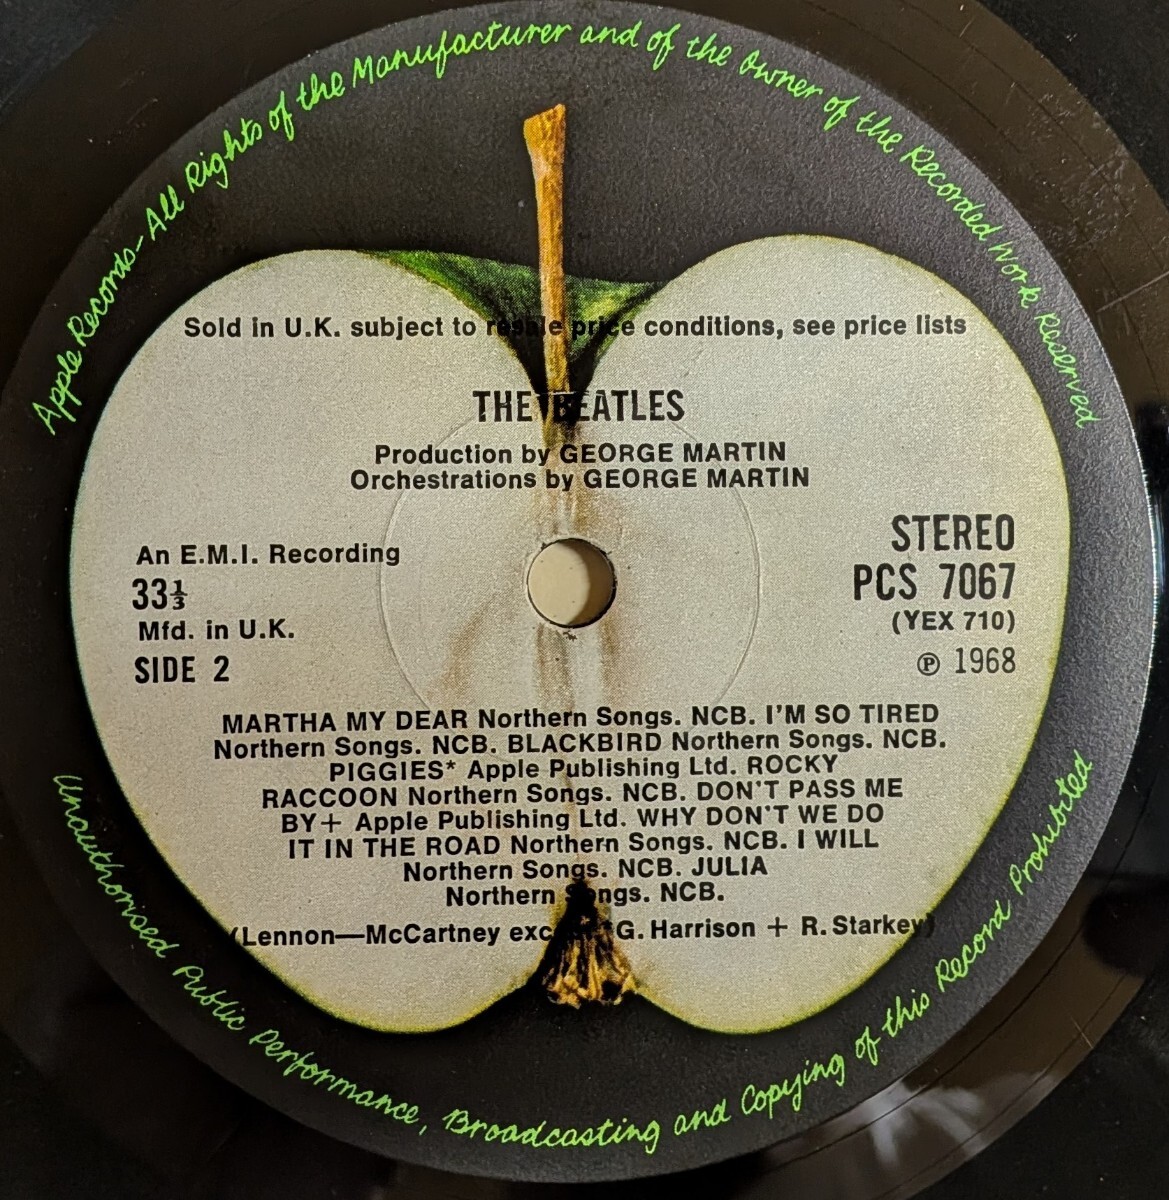 Apple Records- All Rights of the Manufacturer and of the Owner of the Recorded Work Reserved
Sold in U.K. subject to resale price conditions, see price lists
THE BEATLES
Production by GEORGE MARTIN
Orchestrations by GEORGE MARTIN
An E.M.I. Recording
33⅓
Mfd. in U.K.
SIDE 2
STEREO
PCS 7067
(YEX 710)
℗ 1968
MARTHA MY DEAR Northern Songs. NCB. I'M SO TIRED
Northern Songs. NCB. BLACKBIRD Northern Songs. NCB.
PIGGIES* Apple Publishing Ltd. ROCKY
RACCOON Northern Songs. NCB. DON'T PASS ME
BY+ Apple Publishing Ltd. WHY DON'T WE DO
IT IN THE ROAD Northern Songs. NCB. I WILL
Northern Songs. NCB. JULIA
Northern Songs. NCB.
(Lennon—McCartney except *G. Harrison + R. Starkey)
Unauthorised Public Performance, Broadcasting and Copying of this Record Prohibited